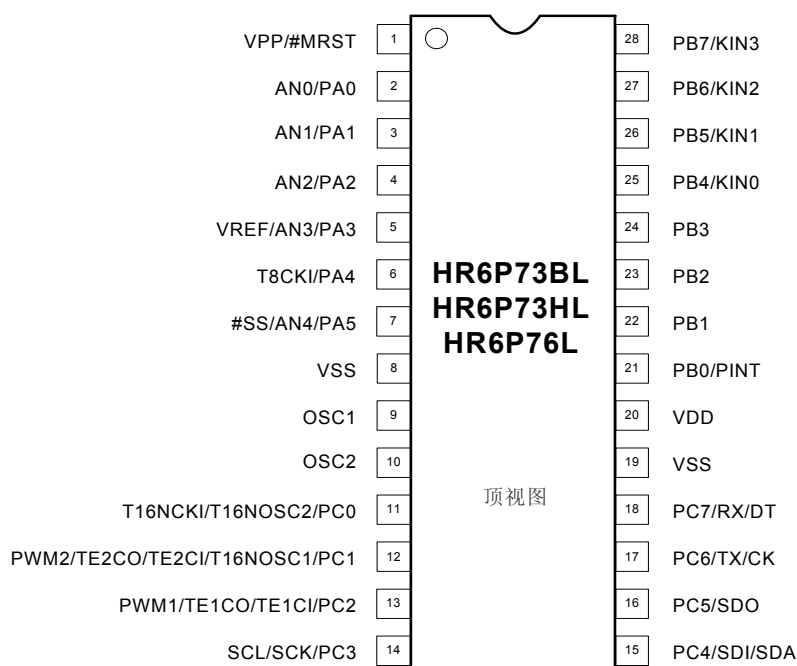 VPP/#MRST 1 28 PB7/KIN3
AN0/PA0 2 27 PB6/KIN2
AN1/PA1 3 26 PB5/KIN1
AN2/PA2 4 25 PB4/KIN0
VREF/AN3/PA3 5 24 PB3
T8CKI/PA4 6 HR6P73BL 23 PB2
HR6P73HL
#SS/AN4/PA5 7 22 PB1
HR6P76L
VSS 8 21 PB0/PINT
OSC1 9 20 VDD
OSC2 10 19 VSS
顶视图
T16NCKI/T16NOSC2/PC0 11 18 PC7/RX/DT
PWM2/TE2CO/TE2CI/T16NOSC1/PC1 12 17 PC6/TX/CK
PWM1/TE1CO/TE1CI/PC2 13 16 PC5/SDO
SCL/SCK/PC3 14 15 PC4/SDI/SDA